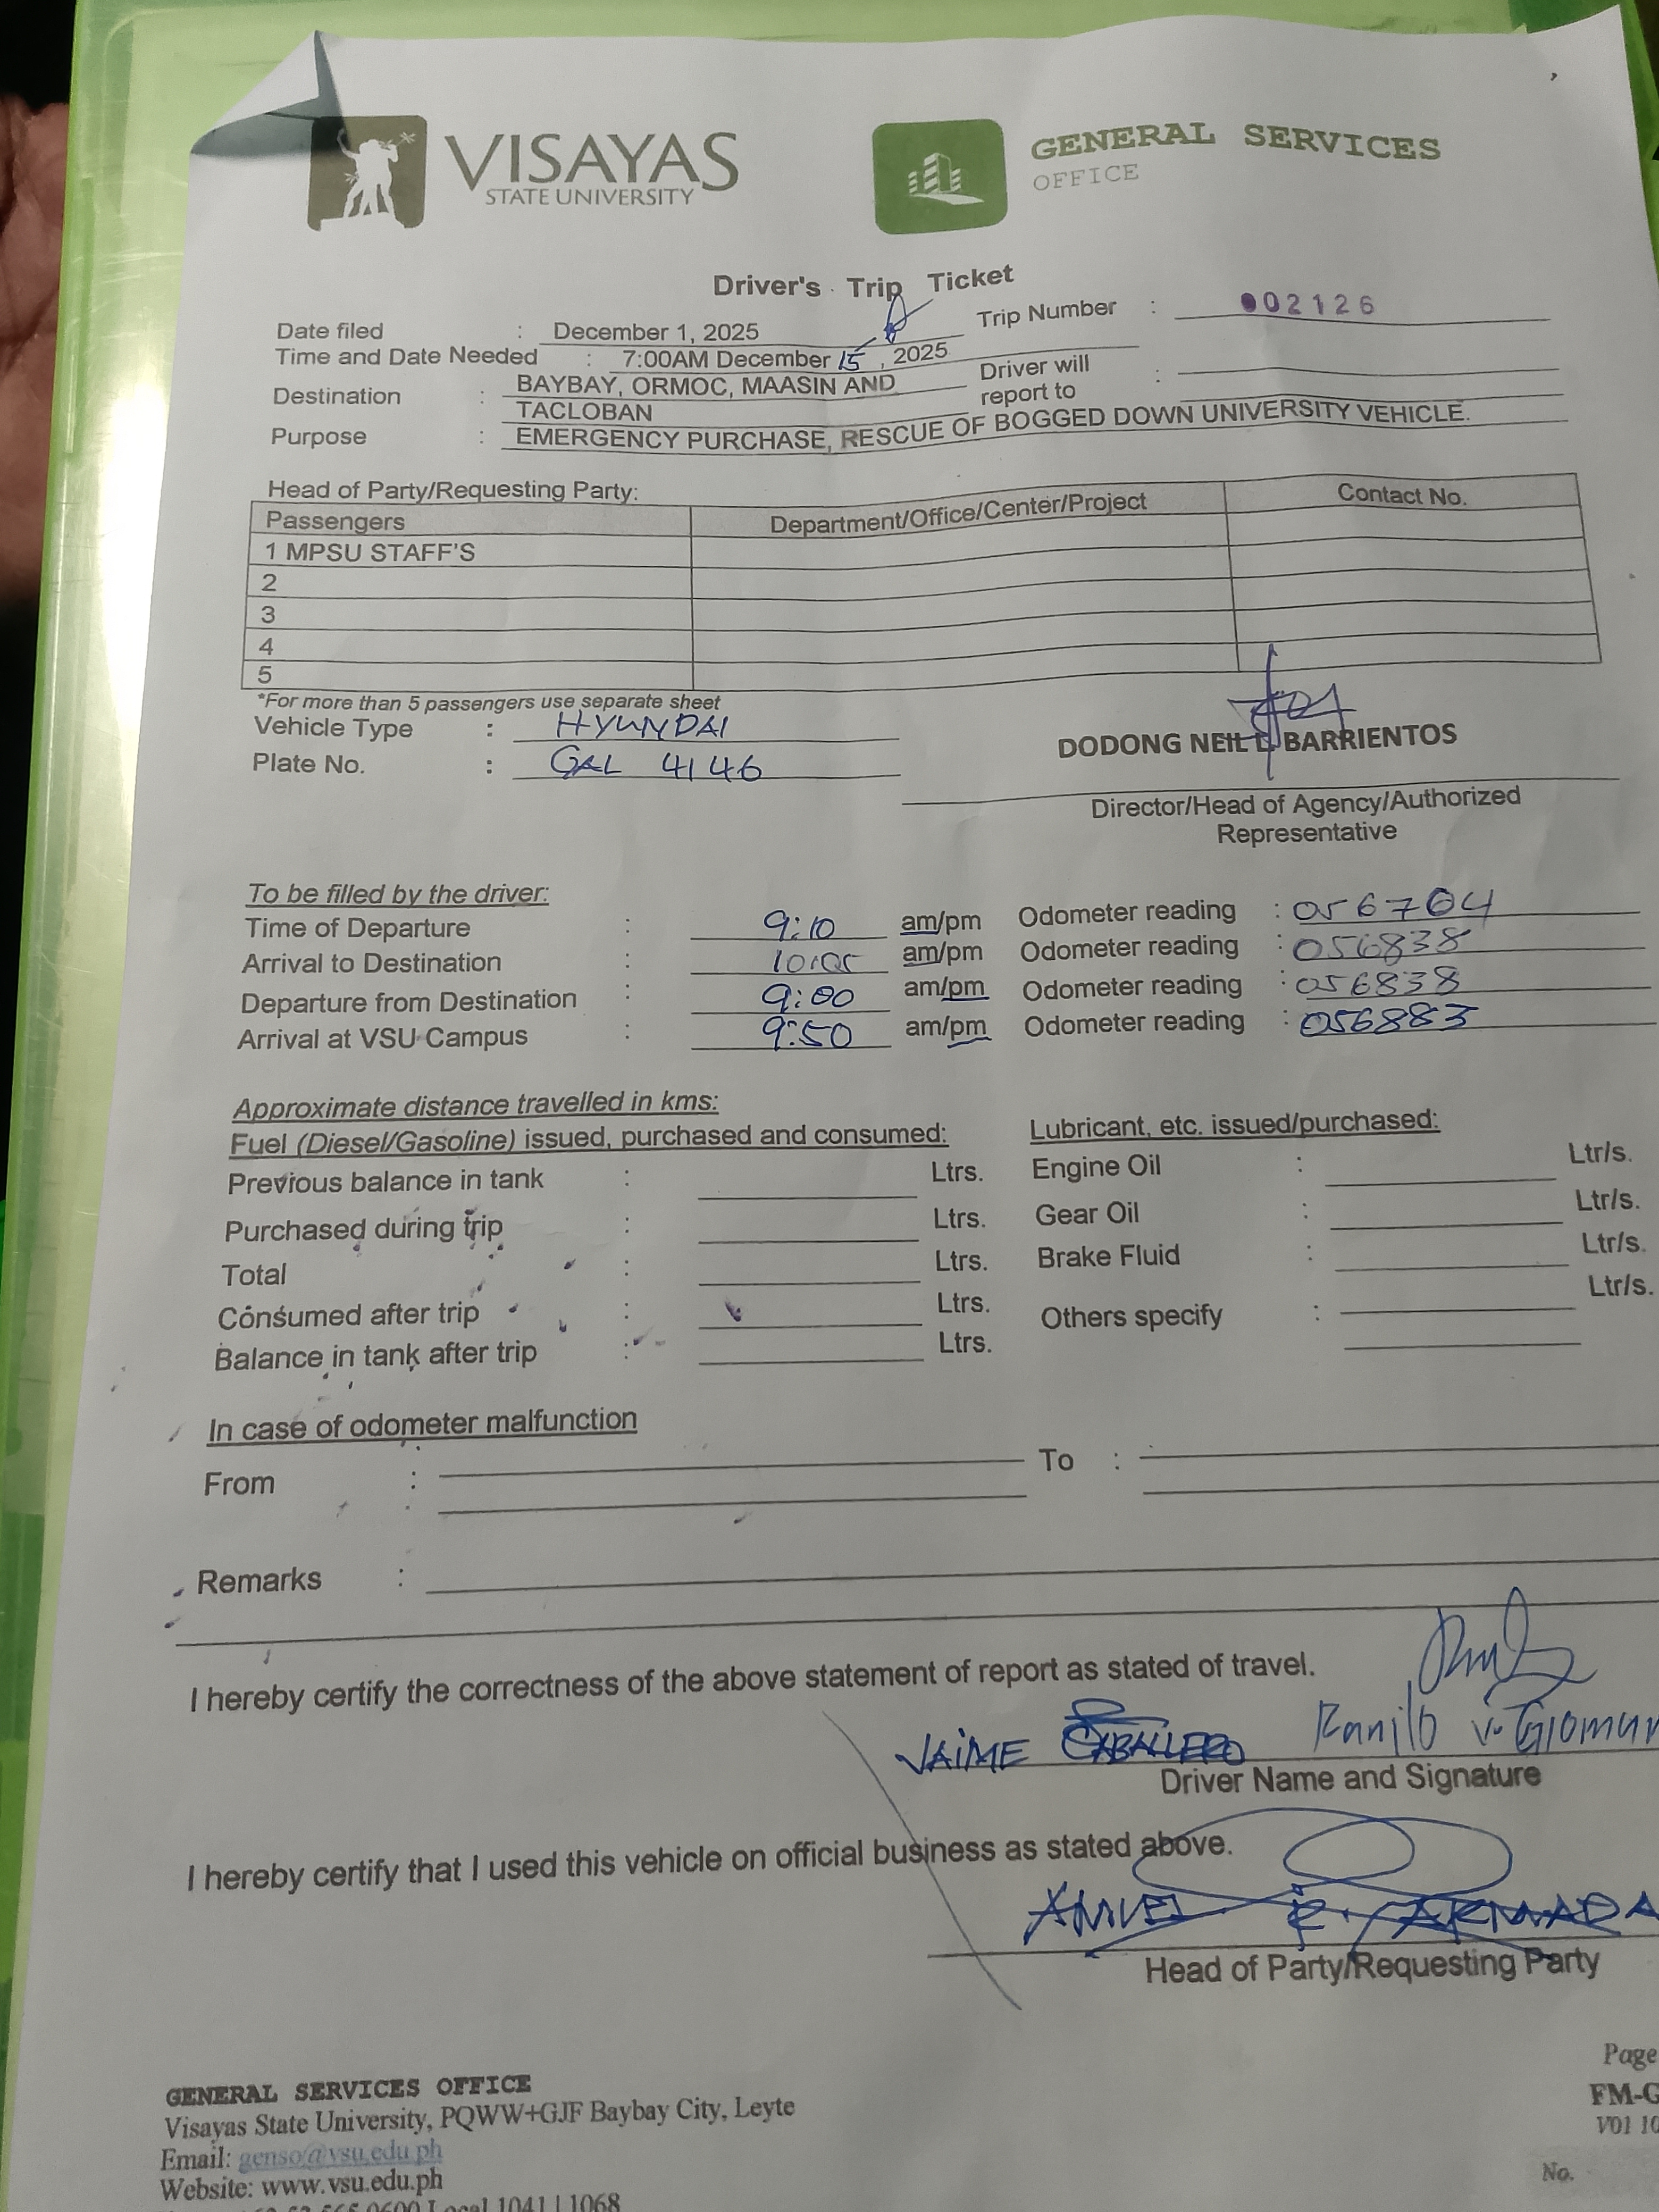 VISAYAS
STATE UNIVERSITY
GENERAL SERVICES
OFFICE
Driver's Trip Ticket
Date filed : December 1, 2025 Trip Number : 002126
Time and Date Needed : 7:00AM December 15, 2025
Destination : BAYBAY, ORMOC, MAASIN AND TACLOBAN
Driver will report to :
Purpose : EMERGENCY PURCHASE, RESCUE OF BOGGED DOWN UNIVERSITY VEHICLE.
Head of Party/Requesting Party:
Passengers Department/Office/Center/Project Contact No.
1 MPSU STAFF'S
2
3
4
5
*For more than 5 passengers use separate sheet
Vehicle Type : HYUNDAI
Plate No. : GAL 4146
DODONG NEIL BARRIENTOS
Director/Head of Agency/Authorized
Representative
To be filled by the driver:
Time of Departure : 9:10 am/pm Odometer reading : 056764
Arrival to Destination : 10:05 am/pm Odometer reading : 056838
Departure from Destination : 9:00 am/pm Odometer reading : 056838
Arrival at VSU Campus : 9:50 am/pm Odometer reading : 056883
Approximate distance travelled in kms:
Fuel (Diesel/Gasoline) issued, purchased and consumed: Lubricant, etc. issued/purchased:
Previous balance in tank : Ltrs. Engine Oil : Ltr/s.
Purchased during trip : Ltrs. Gear Oil : Ltr/s.
Total : Ltrs. Brake Fluid : Ltr/s.
Consumed after trip : Ltrs. Others specify : Ltr/s.
Balance in tank after trip : Ltrs.
In case of odometer malfunction
From : To :
Remarks :
I hereby certify the correctness of the above statement of report as stated of travel.
JAIME CABALLERO Ranilo V.
Driver Name and Signature
I hereby certify that I used this vehicle on official business as stated above.
R. ARMADA
Head of Party/Requesting Party
GENERAL SERVICES OFFICE
Visayas State University, PQWW+GJF Baybay City, Leyte
Email: genso@vsu.edu.ph
Website: www.vsu.edu.ph
565 0600 Local 1041 | 1068
Page
FM-G
V01 10
No.